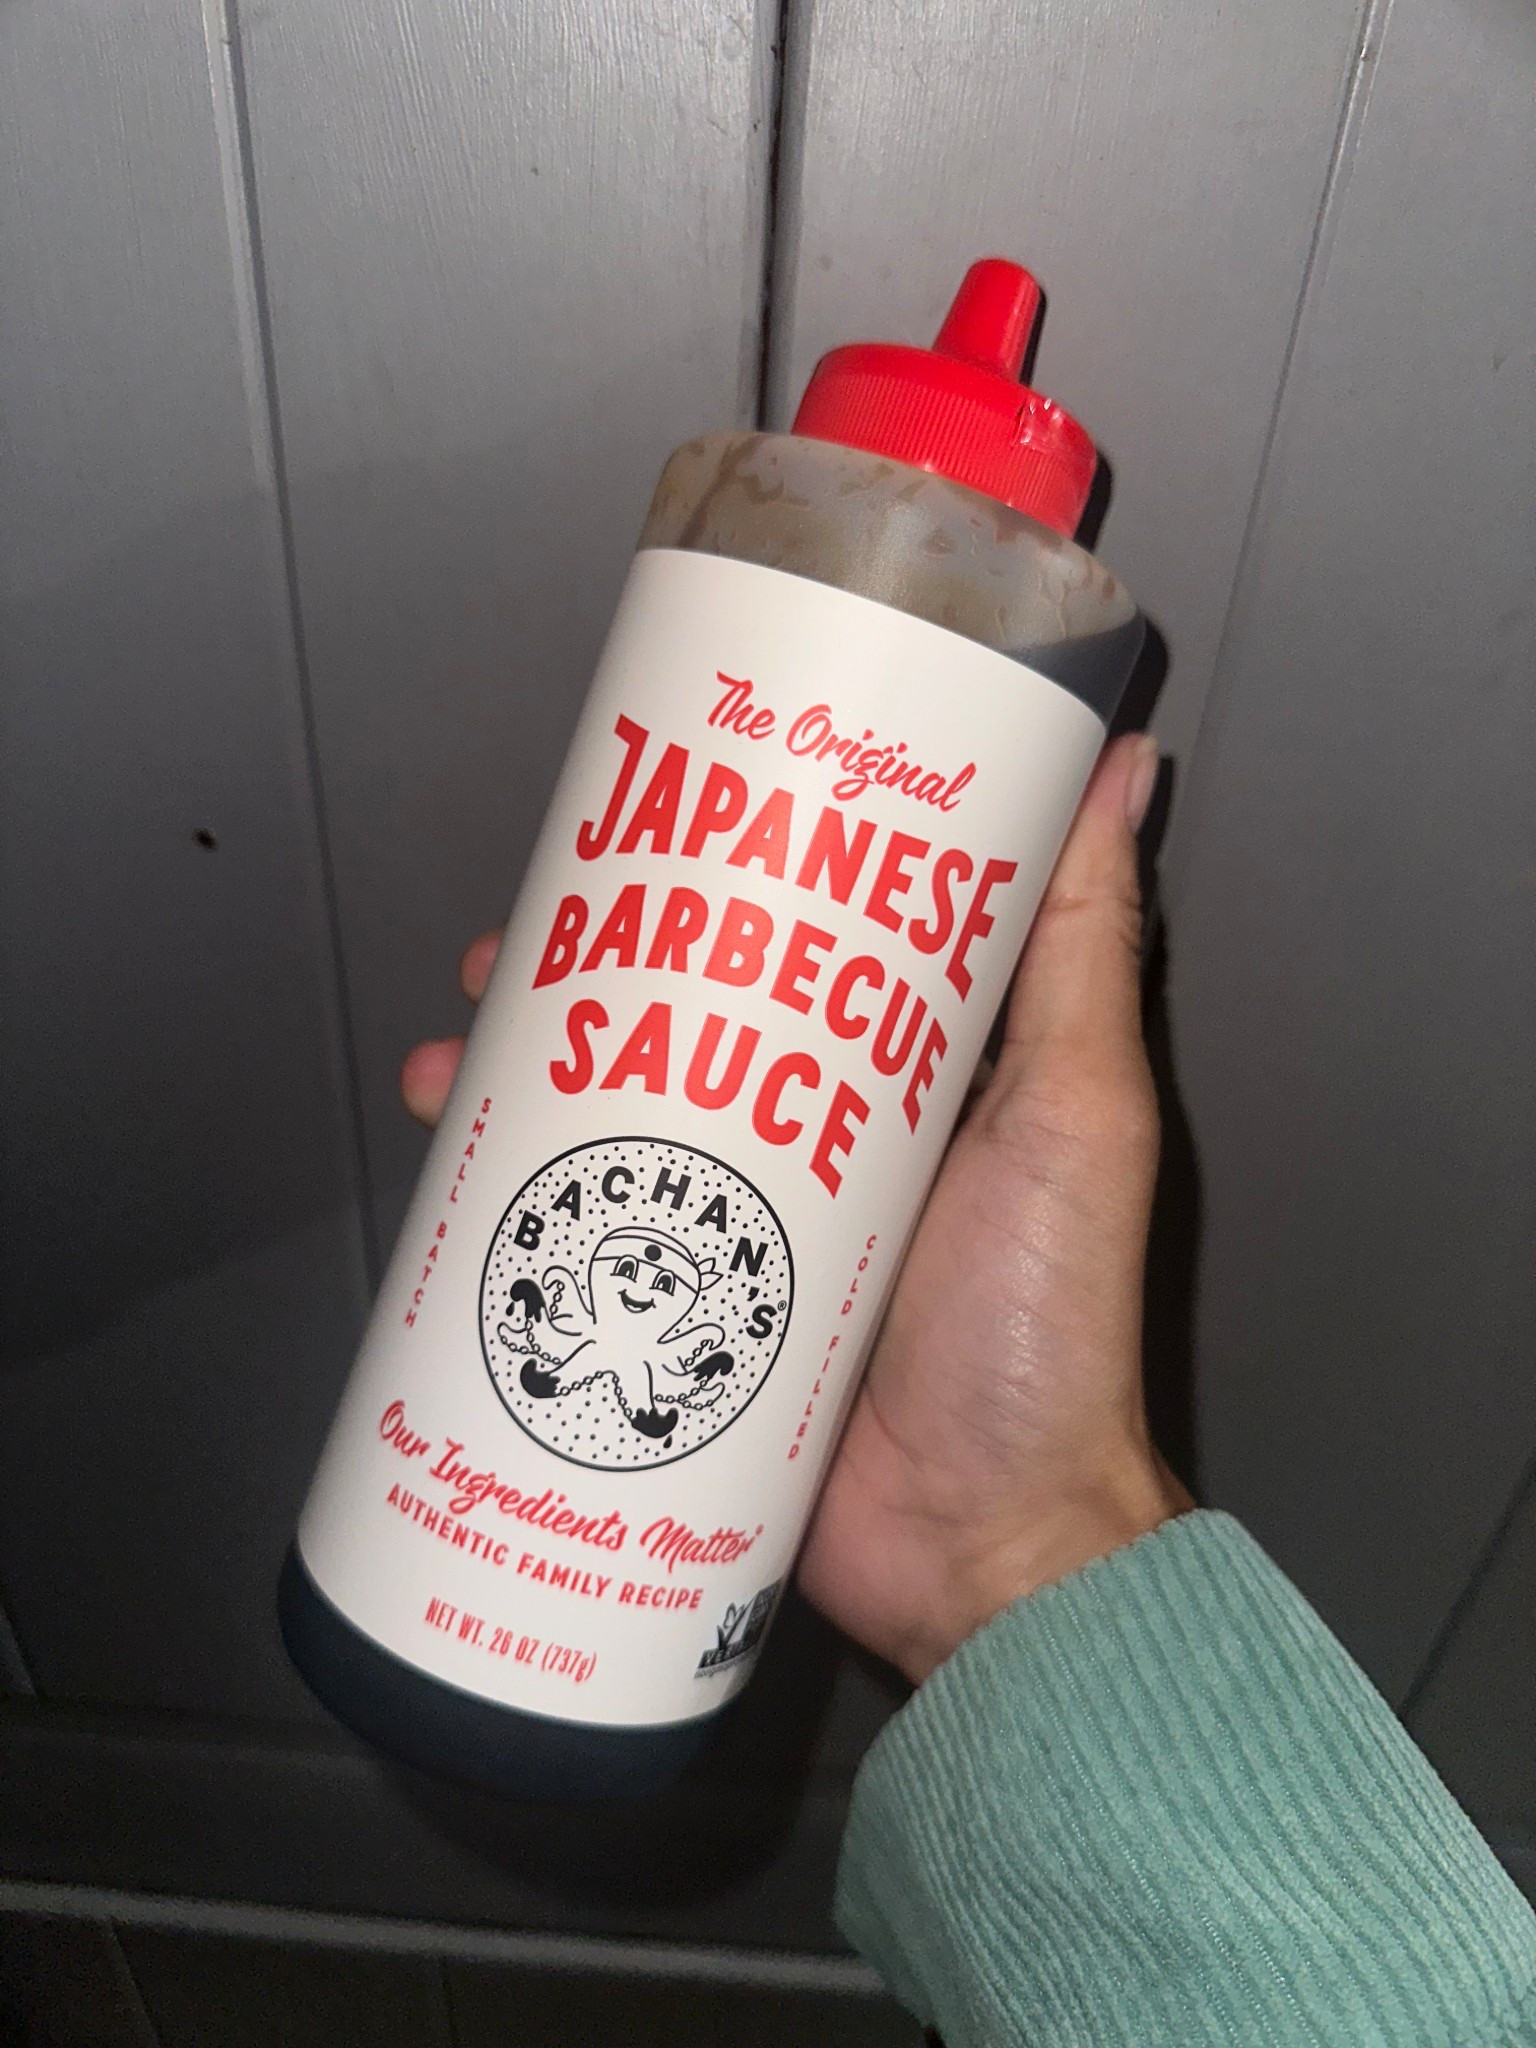 The Original
JAPANESE
BARBECUE
SAUCE
SMALL BATCH
BACHAN'S®
COLD FILLED
Our Ingredients Matter®
AUTHENTIC FAMILY RECIPE
NET WT. 26 OZ (737g)